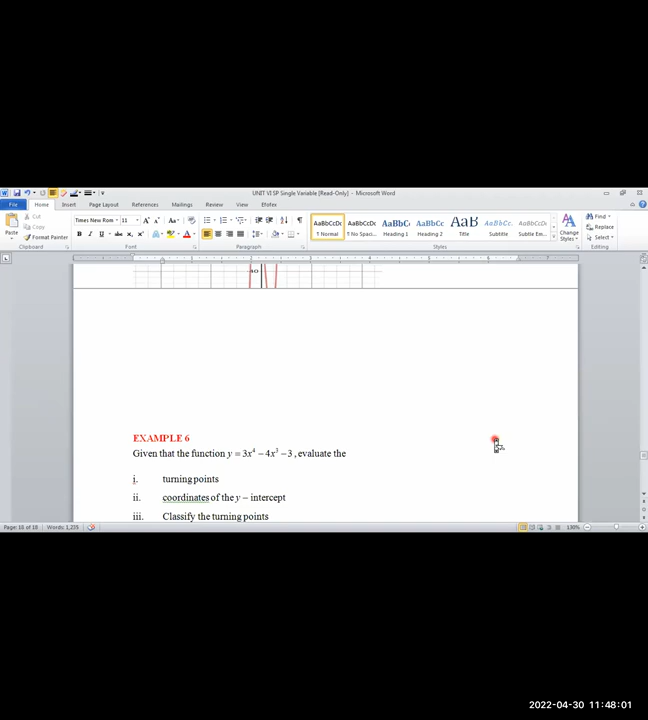 UNIT VI SP Single Variable [Read-Only] - Microsoft Word
File Home Insert Page Layout References Mailings Review View Efofex
Paste Cut Copy Format Painter Clipboard
Times New Rom 11 Font
Paragraph
AaBbCcDc ¶ Normal AaBbCcDc ¶ No Spaci... AaBbC Heading 1 AaBbCc Heading 2 AaB Title AaBbCc. Subtitle AaBbCcDc Subtle Em... Change Styles Styles
Find Replace Select Editing
EXAMPLE 6
Given that the function y = 3x⁴ − 4x³ − 3, evaluate the
i. turning points
ii. coordinates of the y − intercept
iii. Classify the turning points
Page: 16 of 18 Words: 1,235 130%
2022-04-30 11:48:01